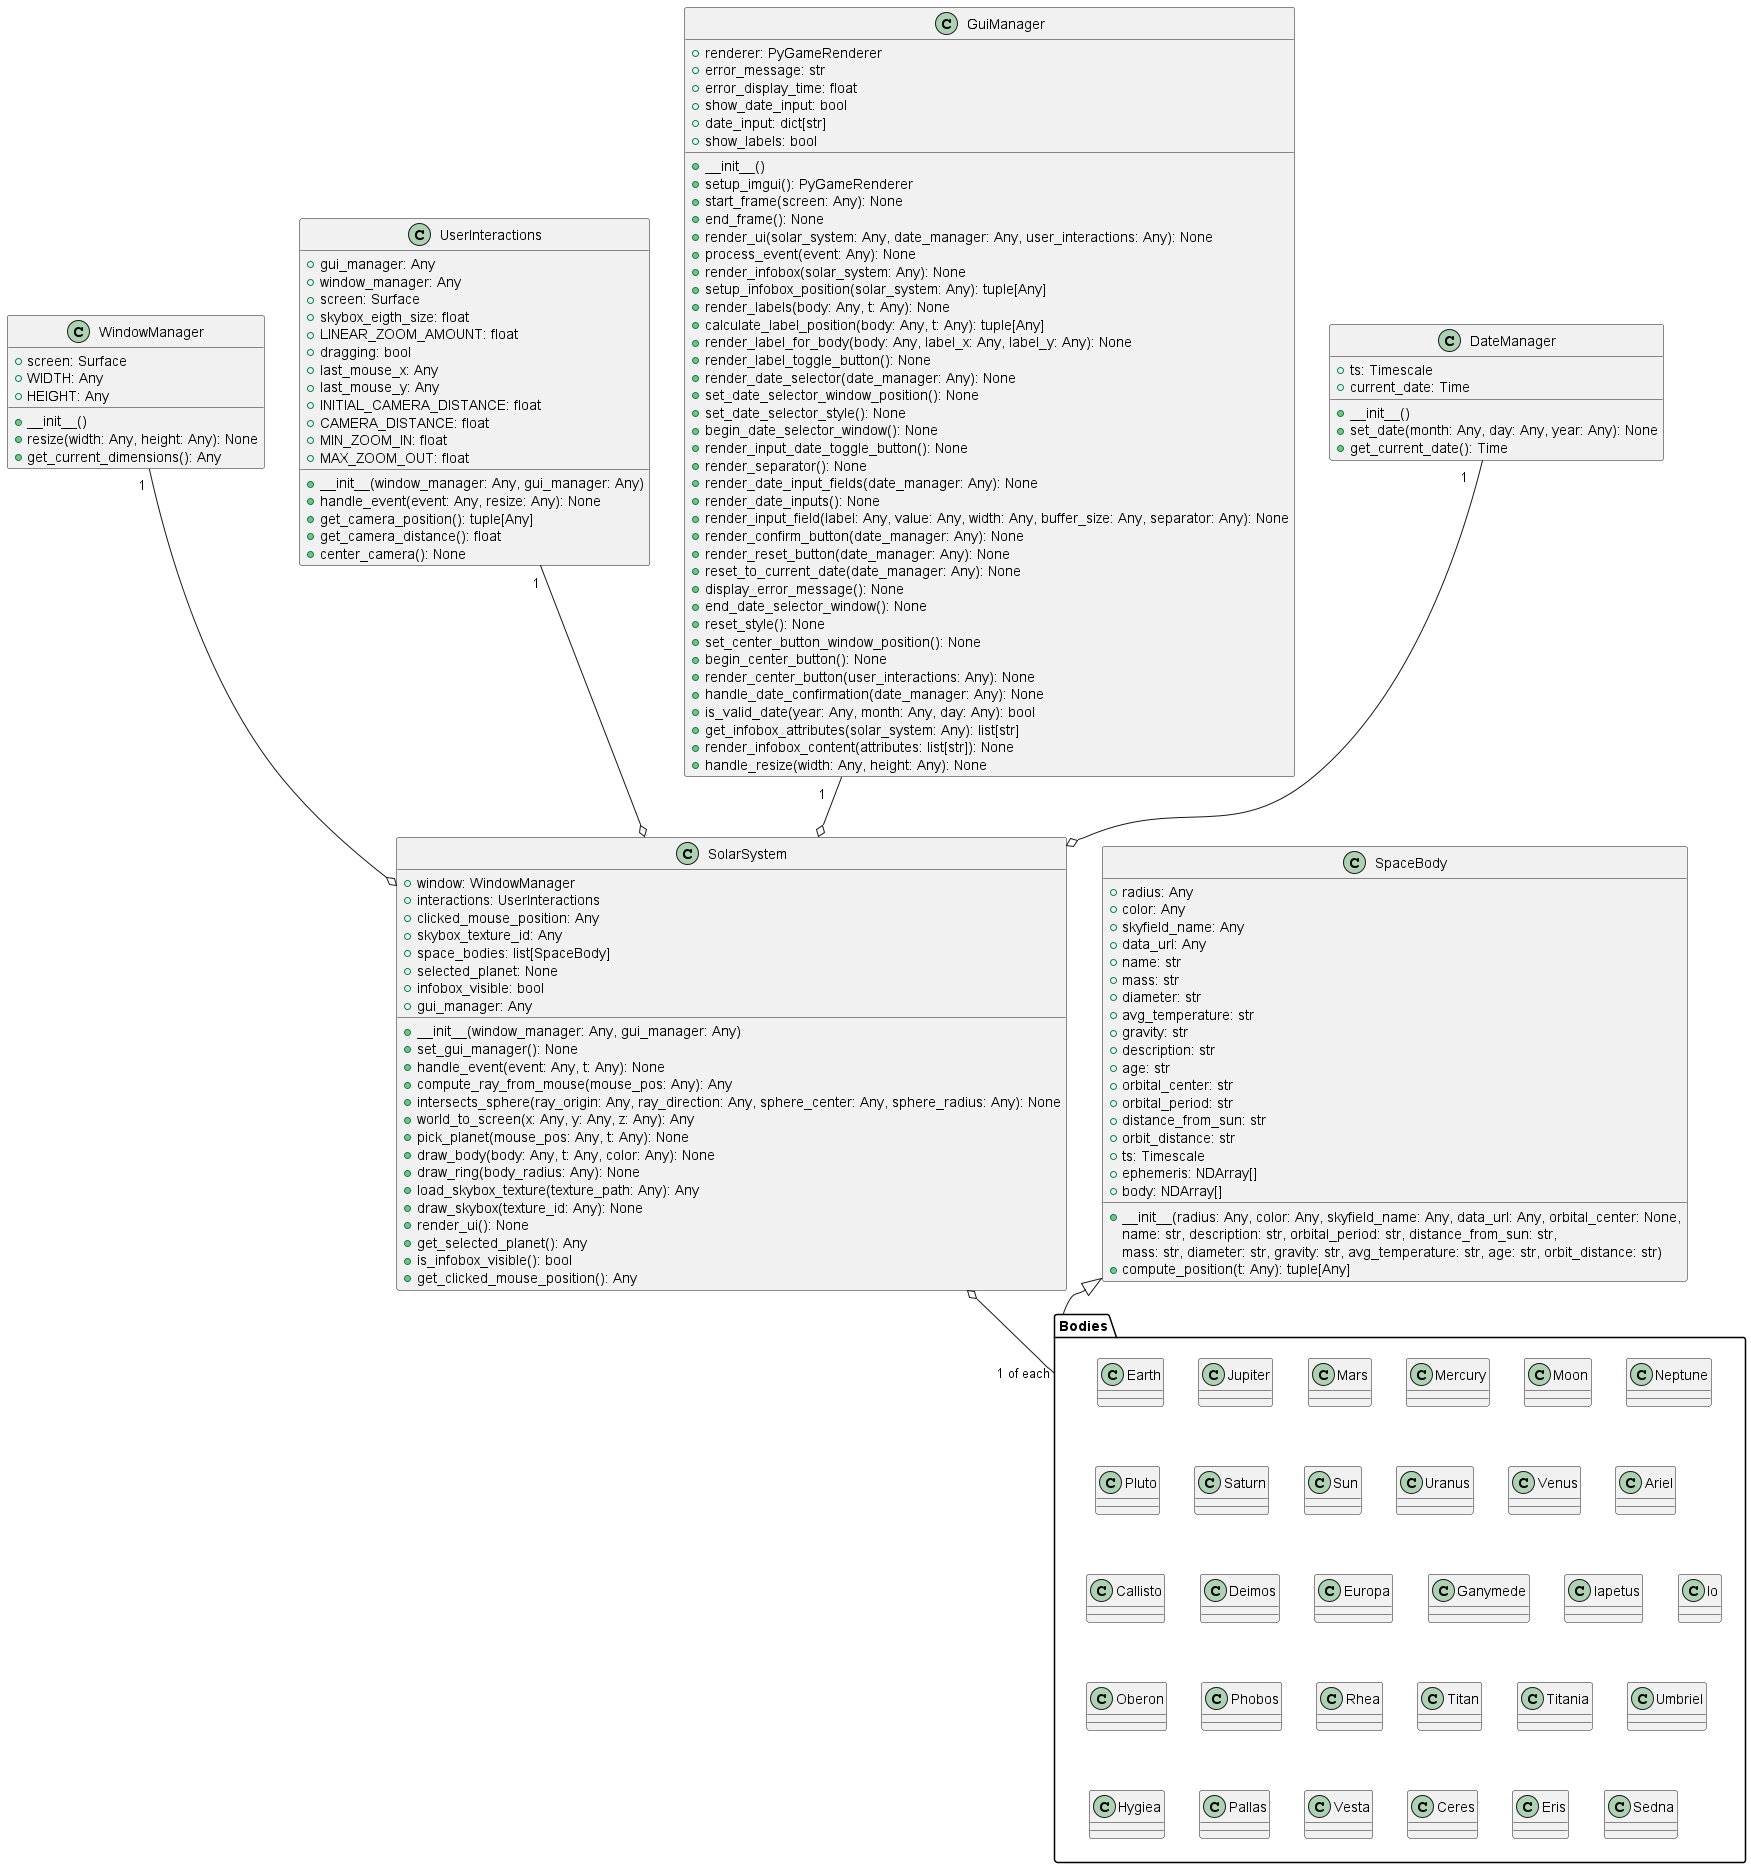 GuiManager
renderer: PyGameRenderer
error_message: str
error_display_time: float
show_date_input: bool
date_input: dict[str]
show_labels: bool
__init__()
setup_imgui(): PyGameRenderer
start_frame(screen: Any): None
end_frame(): None
render_ui(solar_system: Any, date_manager: Any, user_interactions: Any): None
process_event(event: Any): None
render_infobox(solar_system: Any): None
setup_infobox_position(solar_system: Any): tuple[Any]
render_labels(body: Any, t: Any): None
calculate_label_position(body: Any, t: Any): tuple[Any]
render_label_for_body(body: Any, label_x: Any, label_y: Any): None
render_label_toggle_button(): None
render_date_selector(date_manager: Any): None
set_date_selector_window_position(): None
set_date_selector_style(): None
begin_date_selector_window(): None
render_input_date_toggle_button(): None
render_separator(): None
render_date_input_fields(date_manager: Any): None
render_date_inputs(): None
render_input_field(label: Any, value: Any, width: Any, buffer_size: Any, separator: Any): None
render_confirm_button(date_manager: Any): None
render_reset_button(date_manager: Any): None
reset_to_current_date(date_manager: Any): None
display_error_message(): None
end_date_selector_window(): None
reset_style(): None
set_center_button_window_position(): None
begin_center_button(): None
render_center_button(user_interactions: Any): None
handle_date_confirmation(date_manager: Any): None
is_valid_date(year: Any, month: Any, day: Any): bool
get_infobox_attributes(solar_system: Any): list[str]
render_infobox_content(attributes: list[str]): None
handle_resize(width: Any, height: Any): None
1
UserInteractions
gui_manager: Any
window_manager: Any
screen: Surface
skybox_eigth_size: float
LINEAR_ZOOM_AMOUNT: float
dragging: bool
last_mouse_x: Any
last_mouse_y: Any
INITIAL_CAMERA_DISTANCE: float
CAMERA_DISTANCE: float
MIN_ZOOM_IN: float
MAX_ZOOM_OUT: float
__init__(window_manager: Any, gui_manager: Any)
handle_event(event: Any, resize: Any): None
get_camera_position(): tuple[Any]
get_camera_distance(): float
center_camera(): None
1
WindowManager
screen: Surface
WIDTH: Any
HEIGHT: Any
__init__()
resize(width: Any, height: Any): None
get_current_dimensions(): Any
1
DateManager
ts: Timescale
current_date: Time
__init__()
set_date(month: Any, day: Any, year: Any): None
get_current_date(): Time
1
SolarSystem
window: WindowManager
interactions: UserInteractions
clicked_mouse_position: Any
skybox_texture_id: Any
space_bodies: list[SpaceBody]
selected_planet: None
infobox_visible: bool
gui_manager: Any
__init__(window_manager: Any, gui_manager: Any)
set_gui_manager(): None
handle_event(event: Any, t: Any): None
compute_ray_from_mouse(mouse_pos: Any): Any
intersects_sphere(ray_origin: Any, ray_direction: Any, sphere_center: Any, sphere_radius: Any): None
world_to_screen(x: Any, y: Any, z: Any): Any
pick_planet(mouse_pos: Any, t: Any): None
draw_body(body: Any, t: Any, color: Any): None
draw_ring(body_radius: Any): None
load_skybox_texture(texture_path: Any): Any
draw_skybox(texture_id: Any): None
render_ui(): None
get_selected_planet(): Any
is_infobox_visible(): bool
get_clicked_mouse_position(): Any
SpaceBody
radius: Any
color: Any
skyfield_name: Any
data_url: Any
name: str
mass: str
diameter: str
avg_temperature: str
gravity: str
description: str
age: str
orbital_center: str
orbital_period: str
distance_from_sun: str
orbit_distance: str
ts: Timescale
ephemeris: NDArray[]
body: NDArray[]
__init__(radius: Any, color: Any, skyfield_name: Any, data_url: Any, orbital_center: None,
name: str, description: str, orbital_period: str, distance_from_sun: str,
mass: str, diameter: str, gravity: str, avg_temperature: str, age: str, orbit_distance: str)
compute_position(t: Any): tuple[Any]
1 of each
Bodies
C Earth C Jupiter C Mars C Mercury C Moon C Neptune
C Pluto C Saturn C Sun C Uranus C Venus C Ariel
C Callisto C Deimos C Europa C Ganymede C Iapetus C Io
C Oberon C Phobos C Rhea C Titan C Titania C Umbriel
C Hygiea C Pallas C Vesta C Ceres C Eris C Sedna